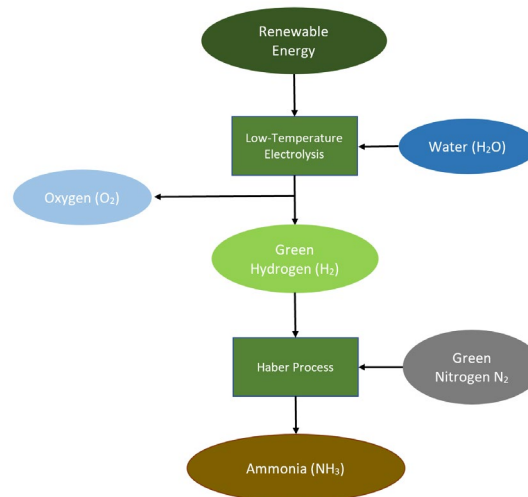 Renewable
Energy
Low-Temperature
Electrolysis
Water (H₂O)
Oxygen (O₂)
Green
Hydrogen (H₂)
Haber Process
Green
Nitrogen N₂
Ammonia (NH₃)